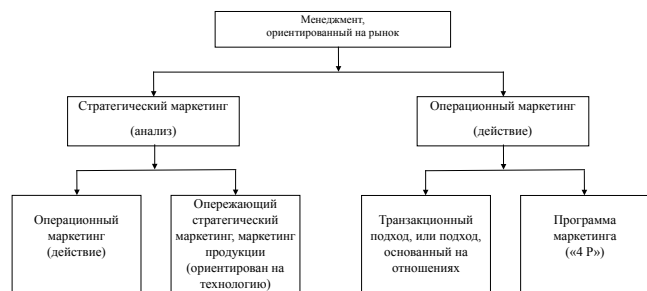 Менеджмент,
ориентированный на рынок
Стратегический маркетинг
(анализ)
Операционный маркетинг
(действие)
Операционный
маркетинг
(действие)
Опережающий
стратегический
маркетинг, маркетинг
продукции
(ориентирован на
технологию)
Транзакционный
подход, или подход,
основанный на
отношениях
Программа
маркетинга
(«4 Р»)